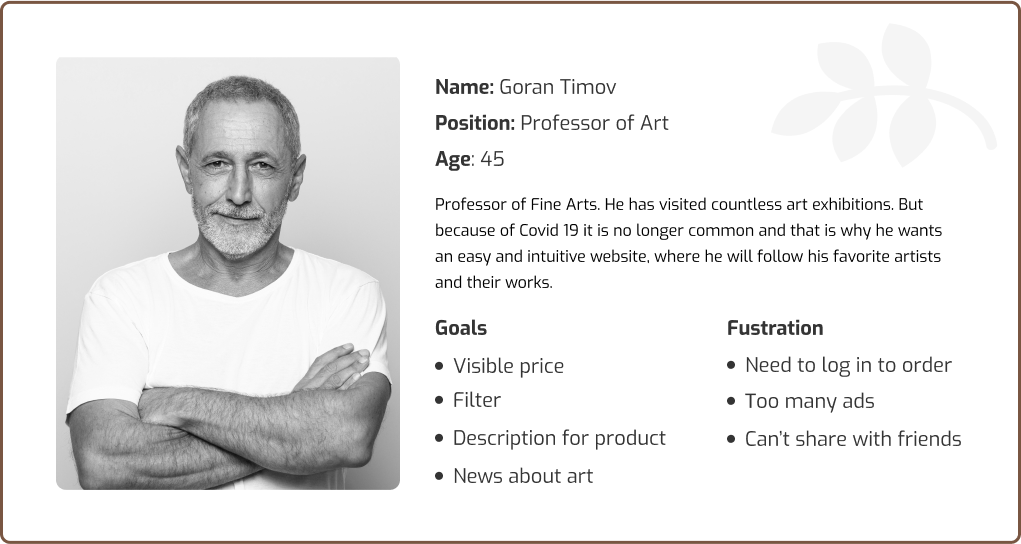 Name: Goran Timov
Position: Professor of Art
Age: 45
Professor of Fine Arts. He has visited countless art exhibitions. But
because of Covid 19 it is no longer common and that is why he wants
an easy and intuitive website, where he will follow his favorite artists
and their works.
Goals
• Visible price
• Filter
• Description for product
• News about art
Fustration
• Need to log in to order
• Too many ads
• Can't share with friends